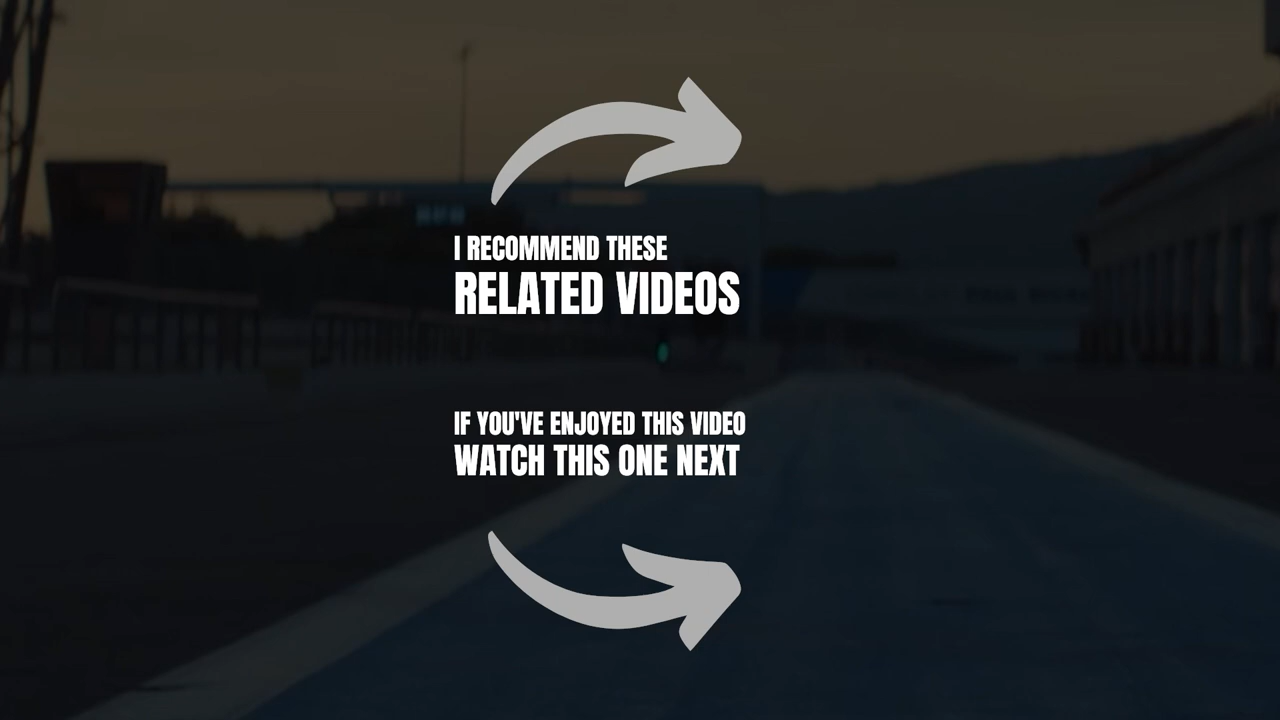 I RECOMMEND THESE
RELATED VIDEOS
IF YOU'VE ENJOYED THIS VIDEO
WATCH THIS ONE NEXT